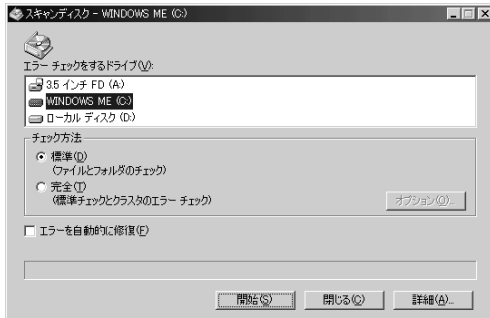 スキャンディスク - WINDOWS ME (C:)
エラー チェックをするドライブ(V):
3.5 インチ FD (A:)
WINDOWS ME (C:)
ローカル ディスク (D:)
チェック方法
標準(D)
(ファイルとフォルダのチェック)
完全(T)
(標準チェックとクラスタのエラー チェック)
オプション(O)...
エラーを自動的に修復(F)
開始(S)
閉じる(C)
詳細(A)...